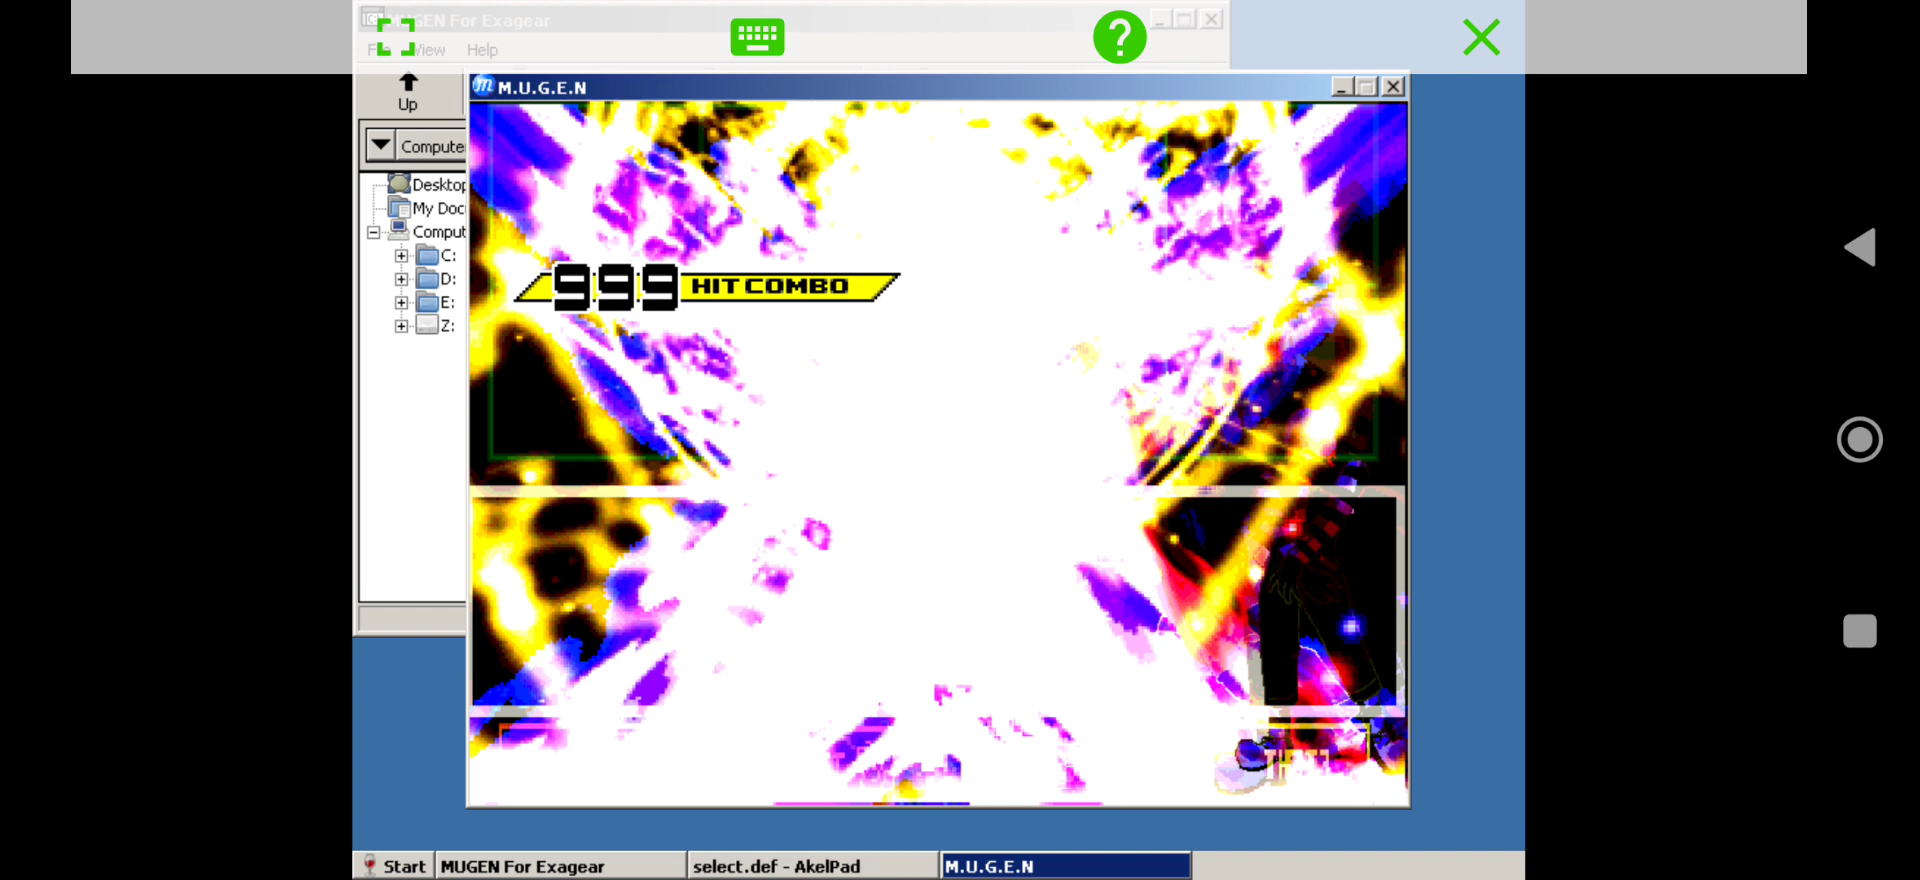 MUGEN For Exagear
File View Help
Up
M.U.G.E.N
Compute
Desktop
My Doc
Comput
C:
D:
E:
Z:
999 HIT COMBO
Start MUGEN For Exagear select.def - AkelPad M.U.G.E.N